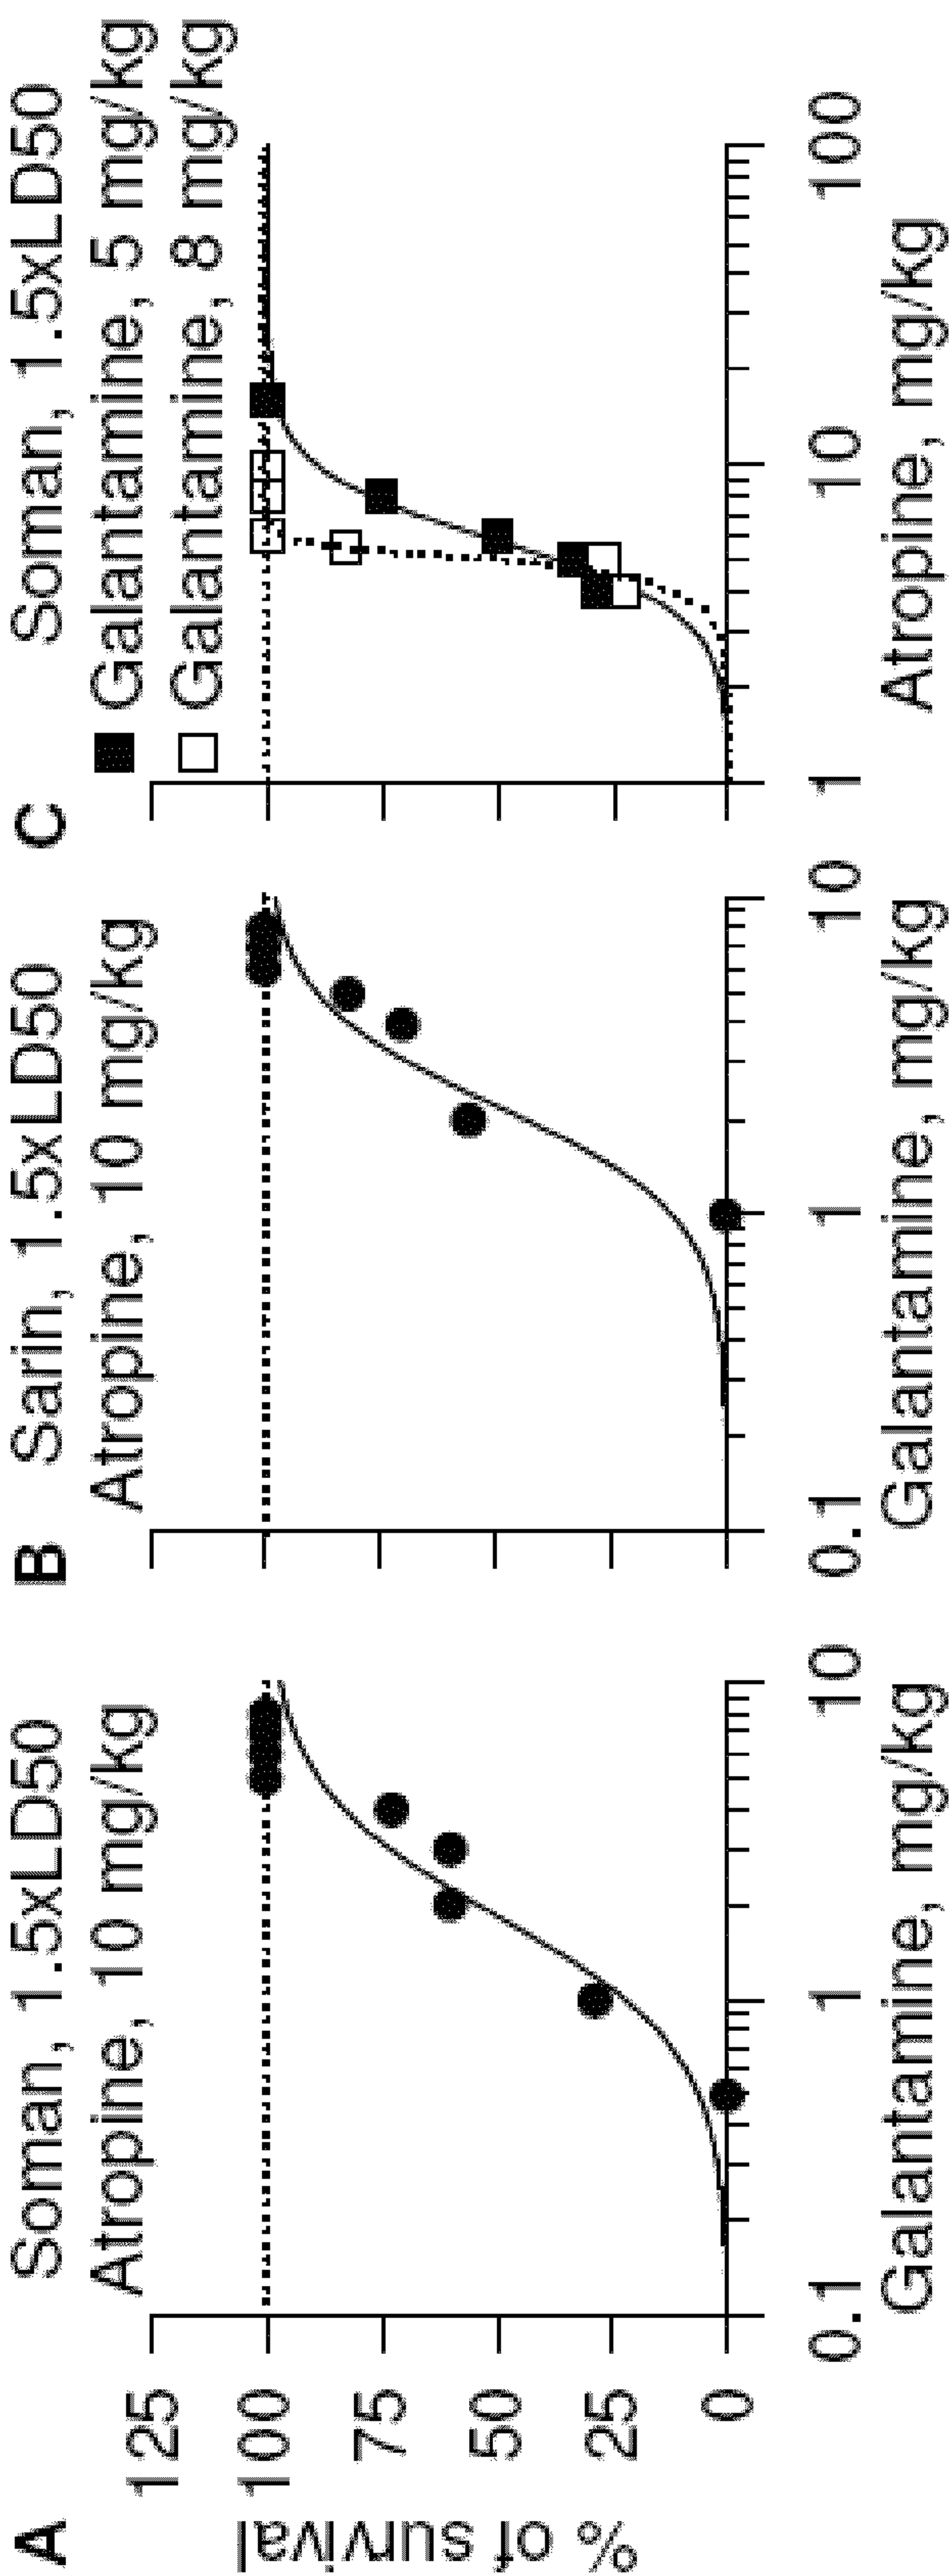 A
Soman, 1.5xLD50
Atropine, 10 mg/kg
% of survival
125
100
75
50
25
0
0.1 1 10
Galantamine, mg/kg
B
Sarin, 1.5xLD50
Atropine, 10 mg/kg
0.1 1 10
Galantamine, mg/kg
C
Soman, 1.5xLD50
Galantamine, 5 mg/kg
Galantamine, 8 mg/kg
1 10 100
Atropine, mg/kg